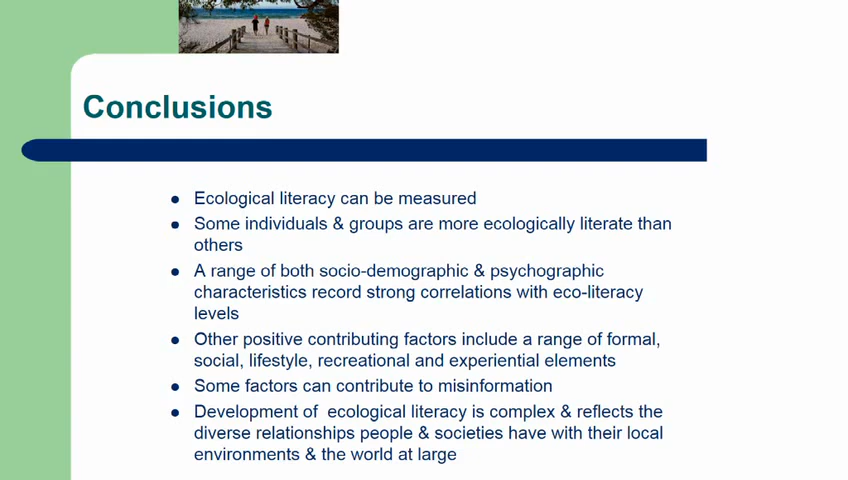 Conclusions
● Ecological literacy can be measured
● Some individuals & groups are more ecologically literate than
others
● A range of both socio-demographic & psychographic
characteristics record strong correlations with eco-literacy
levels
● Other positive contributing factors include a range of formal,
social, lifestyle, recreational and experiential elements
● Some factors can contribute to misinformation
● Development of  ecological literacy is complex & reflects the
diverse relationships people & societies have with their local
environments & the world at large